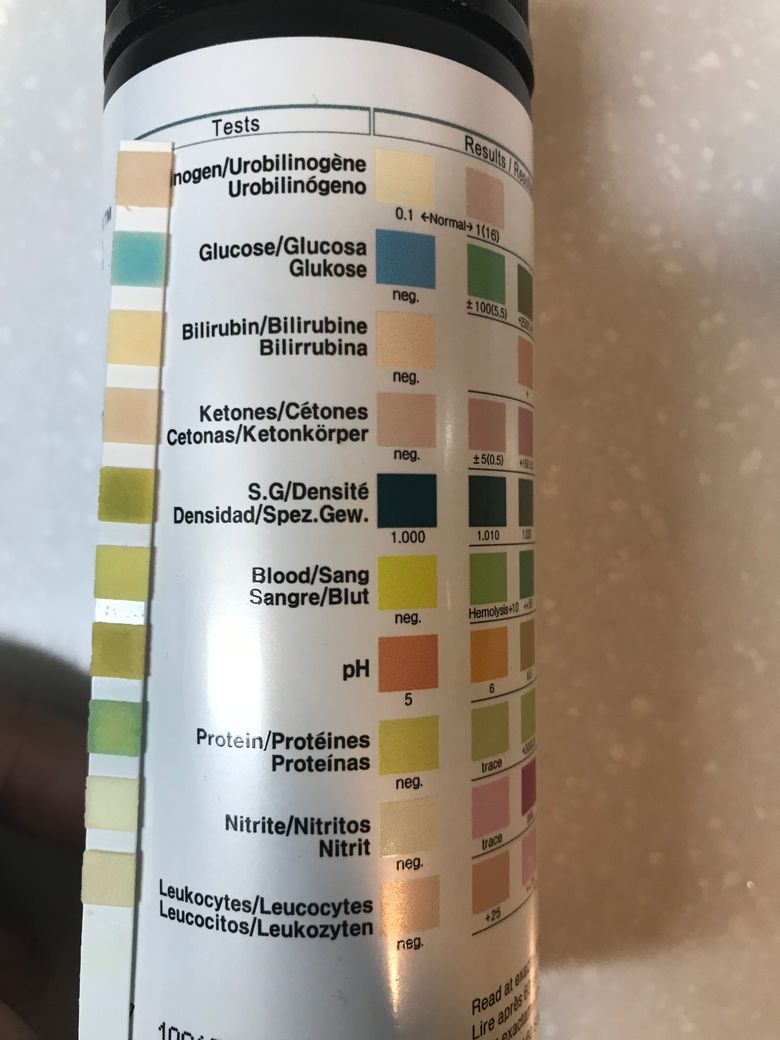 Tests
Results /
inogen/Urobilinogène
Urobilinógeno
0.1 ←Normal→ 1(16)
Glucose/Glucosa
Glukose
neg.
±100(5.5)
Bilirubin/Bilirubine
Bilirrubina
neg.
+
Ketones/Cétones
Cetonas/Ketonkörper
neg.
±5(0.5)
S.G/Densité
Densidad/Spez.Gew.
1.000
1.010
Blood/Sang
Sangre/Blut
neg.
Hemolysis+10
pH
5
6
Protein/Protéines
Proteínas
neg.
trace
Nitrite/Nitritos
Nitrit
neg.
trace
Leukocytes/Leucocytes
Leucocitos/Leukozyten
neg.
+25
Read at
Lire après